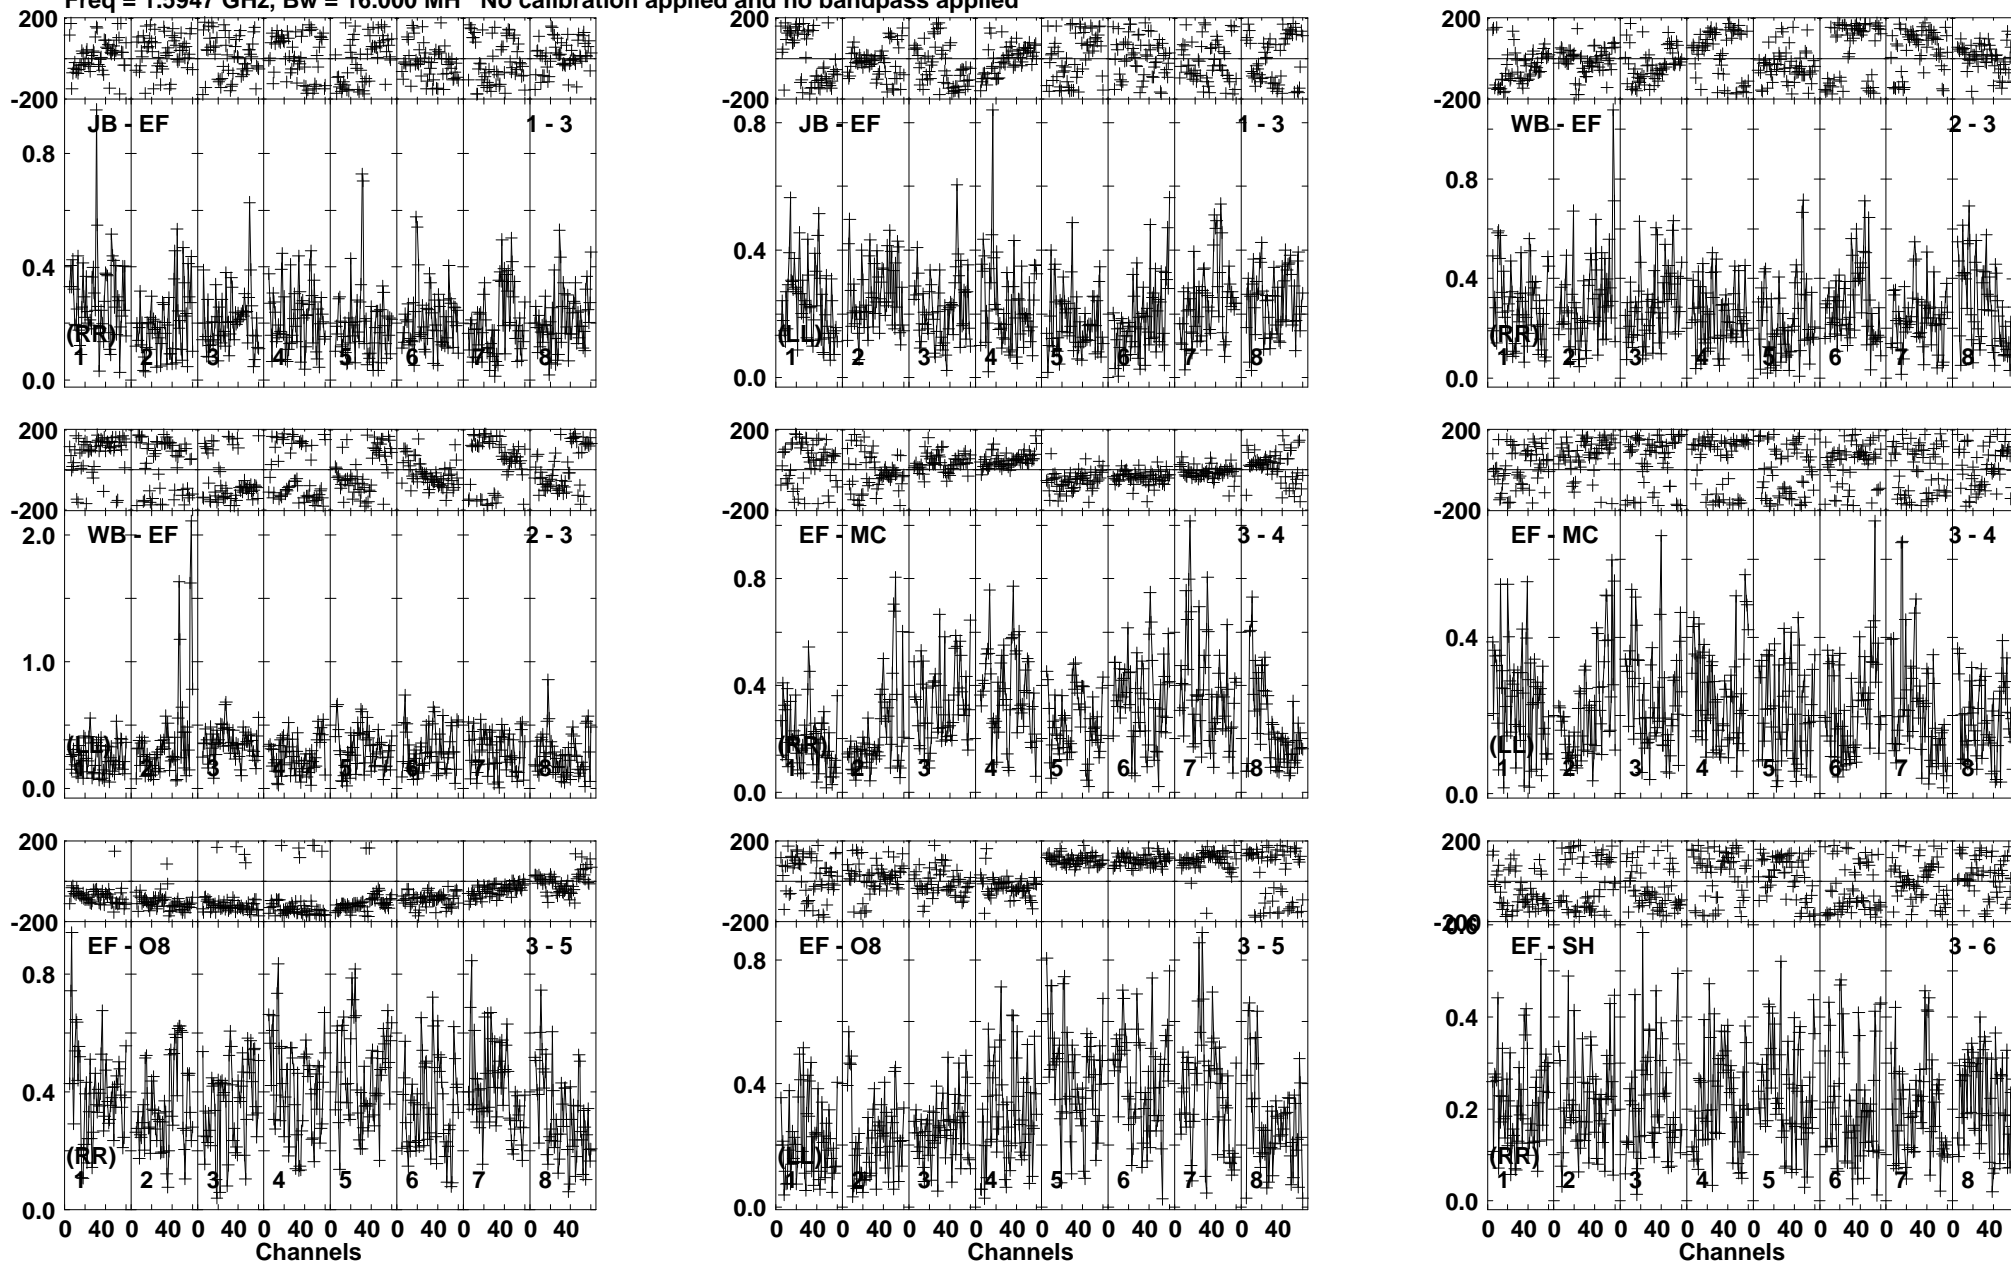 Freq = 1.5947 GHz, Bw = 16.000 MH No calibration applied and no bandpass applied
200 200 200
-200 -200 -200
JB - EF 1 - 3 JB - EF 1 - 3 WB - EF 2 - 3
0.8 0.8 0.8
0.4 0.4 0.4
(RR) (LL) (RR)
1 2 3 4 5 6 7 8 1 2 3 4 5 6 7 8 1 2 3 4 5 6 7 8
0.0 0.0 0.0
200 200 200
-200 -200 -200
WB - EF 2 - 3 EF - MC 3 - 4 EF - MC 3 - 4
2.0 0.8
1.0 0.4 0.4
(LL) (RR) (LL)
1 2 3 4 5 6 7 8 1 2 3 4 5 6 7 8 1 2 3 4 5 6 7 8
0.0 0.0 0.0
200 200 200
-200 -200 -200
0.6
EF - O8 3 - 5 EF - O8 3 - 5 EF - SH 3 - 6
0.8 0.8
0.4 0.4 0.4
0.2
(RR) (LL) (RR)
1 2 3 4 5 6 7 8 1 2 3 4 5 6 7 8 1 2 3 4 5 6 7 8
0.0 0.0 0.0
0 40 0 40 0 40 0 40 0 40 0 40 0 40 0 40 0 40 0 40 0 40 0 40 0 40 0 40 0 40 0 40 0 40 0 40 0 40 0 40 0 40 0 40 0 40 0 40
Channels Channels Channels